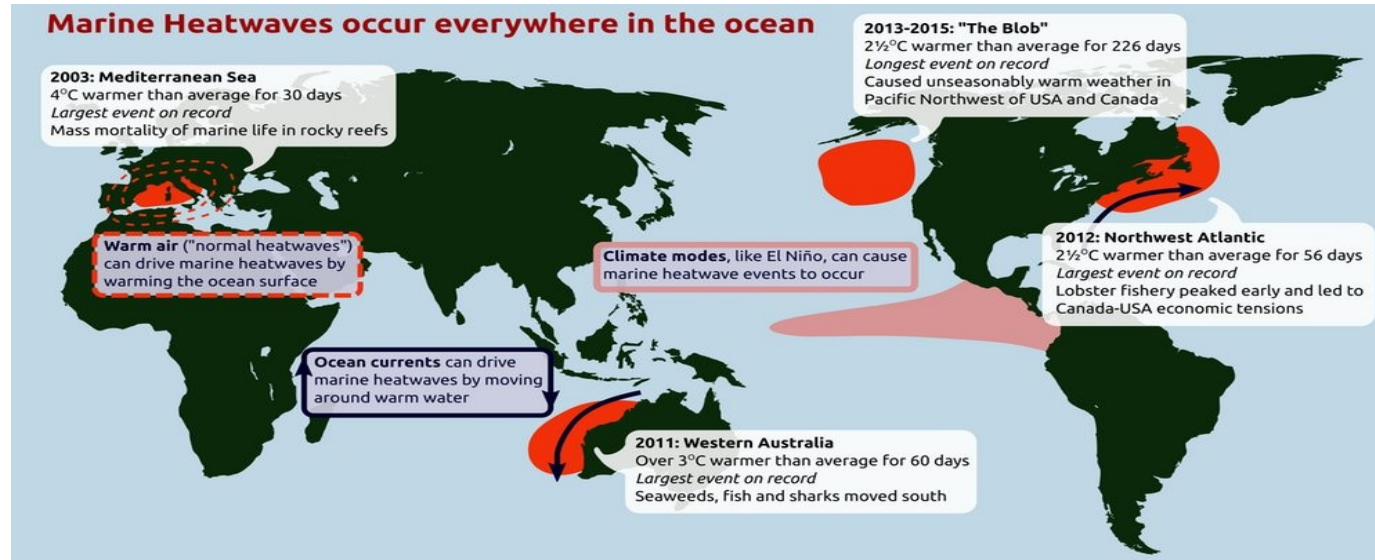 Marine Heatwaves occur everywhere in the ocean
2003: Mediterranean Sea
4°C warmer than average for 30 days
Largest event on record
Mass mortality of marine life in rocky reefs
2013-2015: "The Blob"
2½°C warmer than average for 226 days
Longest event on record
Caused unseasonably warm weather in
Pacific Northwest of USA and Canada
Warm air ("normal heatwaves")
can drive marine heatwaves by
warming the ocean surface
Climate modes, like El Niño, can cause
marine heatwave events to occur
2012: Northwest Atlantic
2½°C warmer than average for 56 days
Largest event on record
Lobster fishery peaked early and led to
Canada-USA economic tensions
Ocean currents can drive
marine heatwaves by moving
around warm water
2011: Western Australia
Over 3°C warmer than average for 60 days
Largest event on record
Seaweeds, fish and sharks moved south